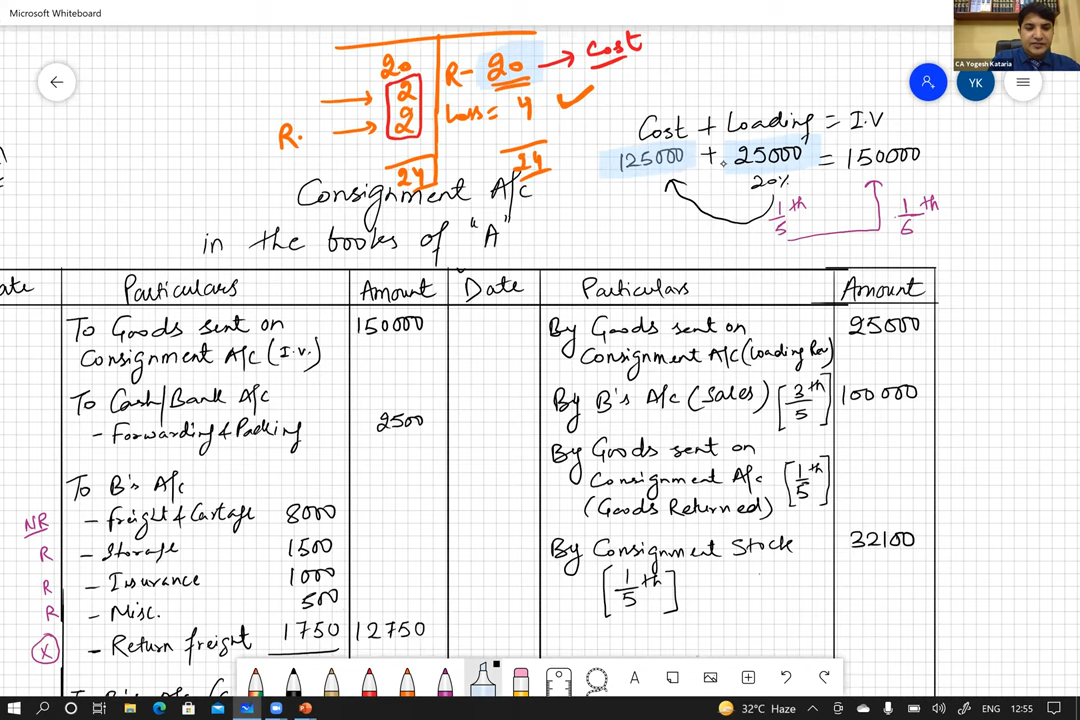 Microsoft Whiteboard
CA Yogesh Kataria
YK
20 R- 20 → Cost
2
R. 2 Loss = 4 ✓
24 24
Cost + Loading = I.V
125000 + 25000 = 150000
20%
1/5 th 1/6 th
Consignment A/c
in the books of "A"
ate Particulars Amount Date Particulars Amount
To Goods sent on 150000 By Goods sent on 25000
Consignment A/c (I.V.) Consignment A/c (Loading Rev)
To Cash/Bank A/c By B's A/c (Sales) [3/5 th] 100000
- Forwarding & Packing 2500
By Goods sent on
To B's A/c Consignment A/c [1/5 th]
NR - Freight & Cartage 8000 (Goods Returned)
R - Storage 1500 By Consignment Stock 32100
R - Insurance 1000 [1/5 th]
R - Misc. 500
X - Return freight 1750 12750
32°C Haze
ENG
12:55